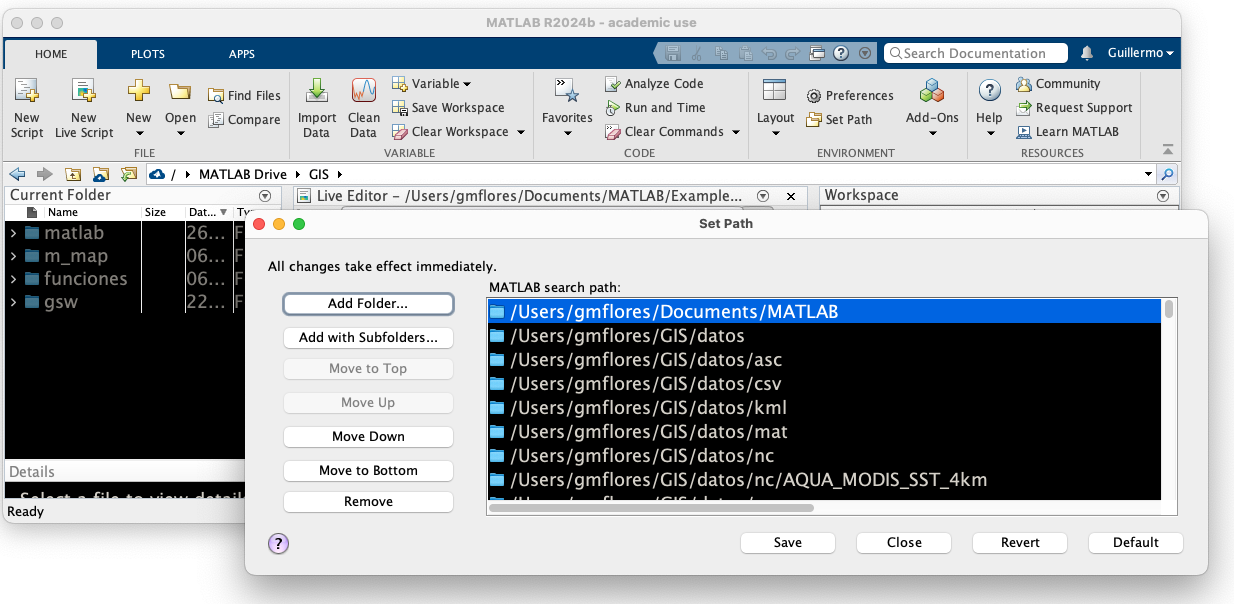 MATLAB R2024b - academic use
HOME PLOTS APPS Search Documentation Guillermo
New Script New Live Script New Open Find Files Compare
FILE
Import Data Clean Data Variable Save Workspace Clear Workspace
VARIABLE
Favorites Analyze Code Run and Time Clear Commands
CODE
Layout Preferences Set Path Add-Ons
ENVIRONMENT
Help Community Request Support Learn MATLAB
RESOURCES
/ MATLAB Drive GIS
Current Folder
Name Size Dat... Ty
matlab 26... F
m_map 06... F
funciones 06... F
gsw 22... F
Details
Select a file to view detail
Ready
Live Editor - /Users/gmflores/Documents/MATLAB/Example...
Workspace
Set Path
All changes take effect immediately.
Add Folder...
Add with Subfolders...
Move to Top
Move Up
Move Down
Move to Bottom
Remove
MATLAB search path:
/Users/gmflores/Documents/MATLAB
/Users/gmflores/GIS/datos
/Users/gmflores/GIS/datos/asc
/Users/gmflores/GIS/datos/csv
/Users/gmflores/GIS/datos/kml
/Users/gmflores/GIS/datos/mat
/Users/gmflores/GIS/datos/nc
/Users/gmflores/GIS/datos/nc/AQUA_MODIS_SST_4km
?
Save Close Revert Default